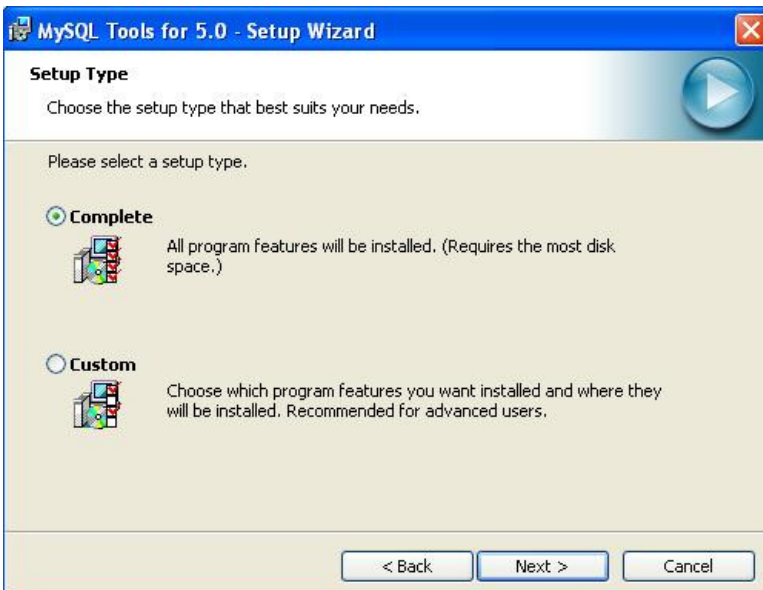 MySQL Tools for 5.0 - Setup Wizard
Setup Type
Choose the setup type that best suits your needs.
Please select a setup type.
Complete
All program features will be installed. (Requires the most disk
space.)
Custom
Choose which program features you want installed and where they
will be installed. Recommended for advanced users.
< Back
Next >
Cancel